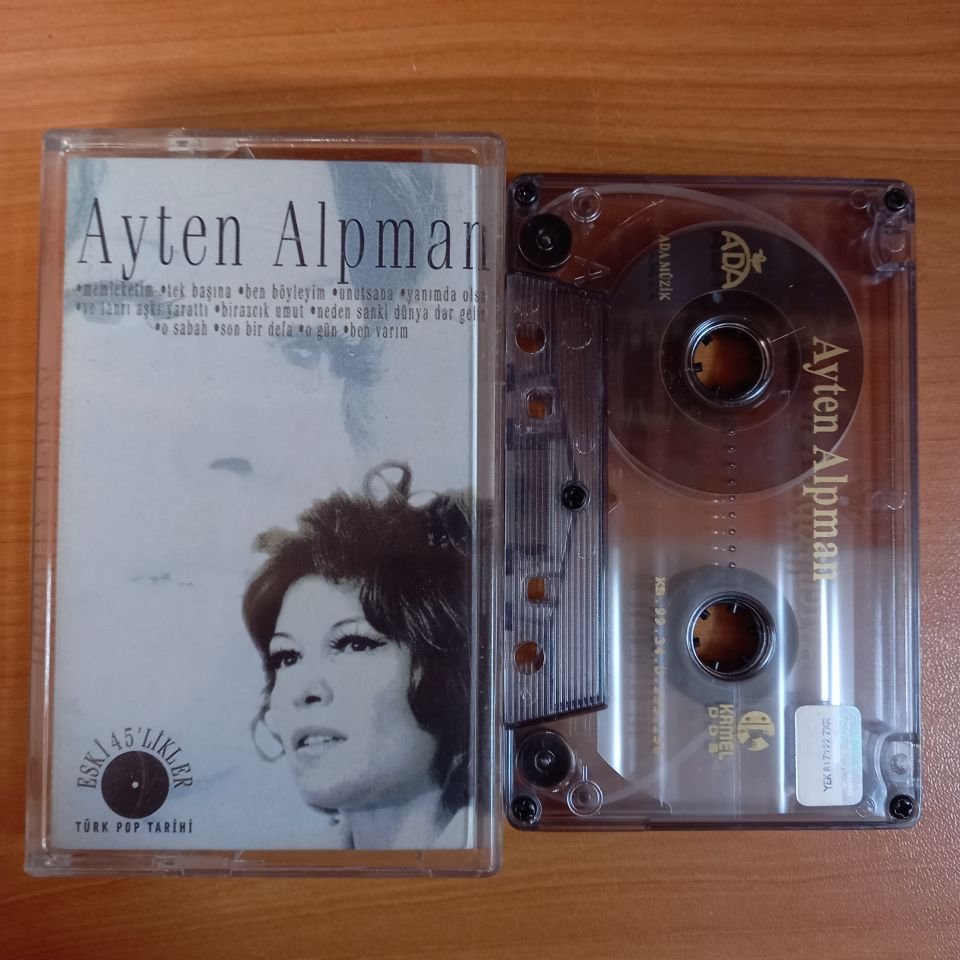 Ayten Alpman
•memleketim •tek başına •ben böyleyim •unutsana •yanımda olsa
•ve tanrı aşkı yarattı •birazcık umut •neden sanki dünya dar gelir
•o sabah •son bir defa •o gün •ben varım
ESKİ 45'LİKLER
TÜRK POP TARİHİ
ADA
ADA MÜZİK
Ayten Alpman
KAMEL
DDS